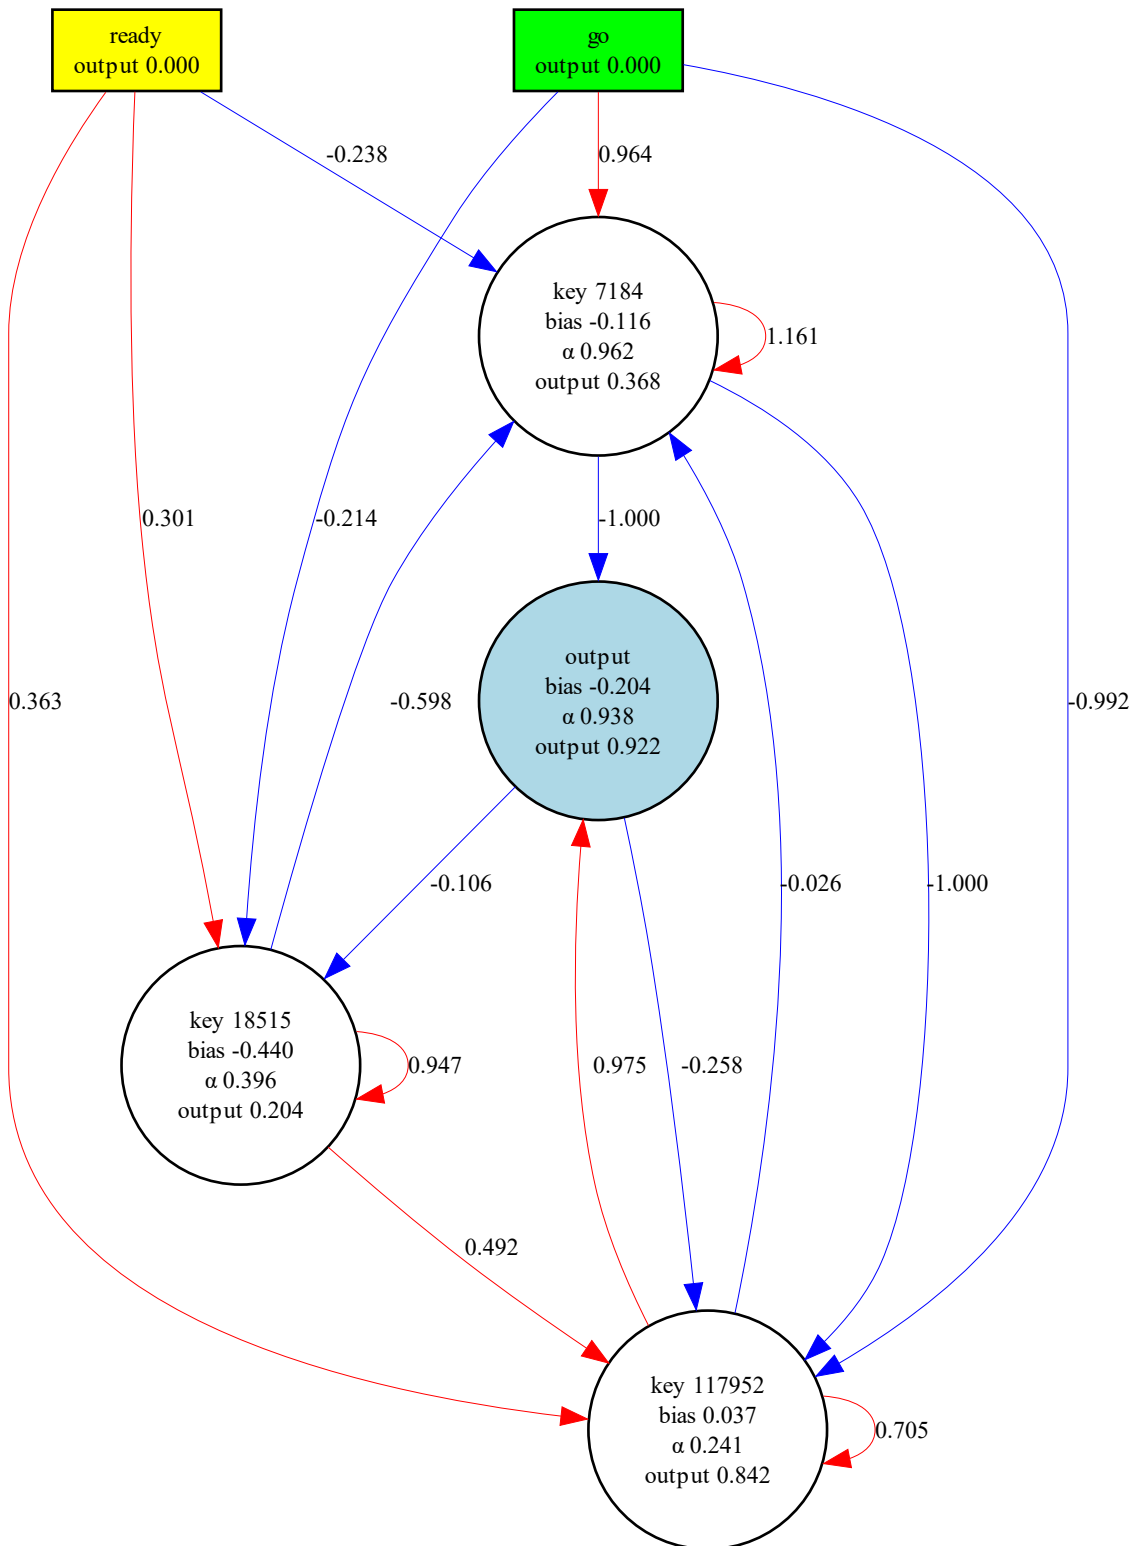 ready
output 0.000
go
output 0.000
-0.238
0.964
key 7184
bias -0.116
α 0.962
output 0.368
1.161
0.301
-0.214
-1.000
output
bias -0.204
α 0.938
output 0.922
0.363
-0.598
-0.992
-0.106
-0.026
-1.000
key 18515
bias -0.440
α 0.396
output 0.204
0.947
0.975
-0.258
0.492
key 117952
bias 0.037
α 0.241
output 0.842
0.705